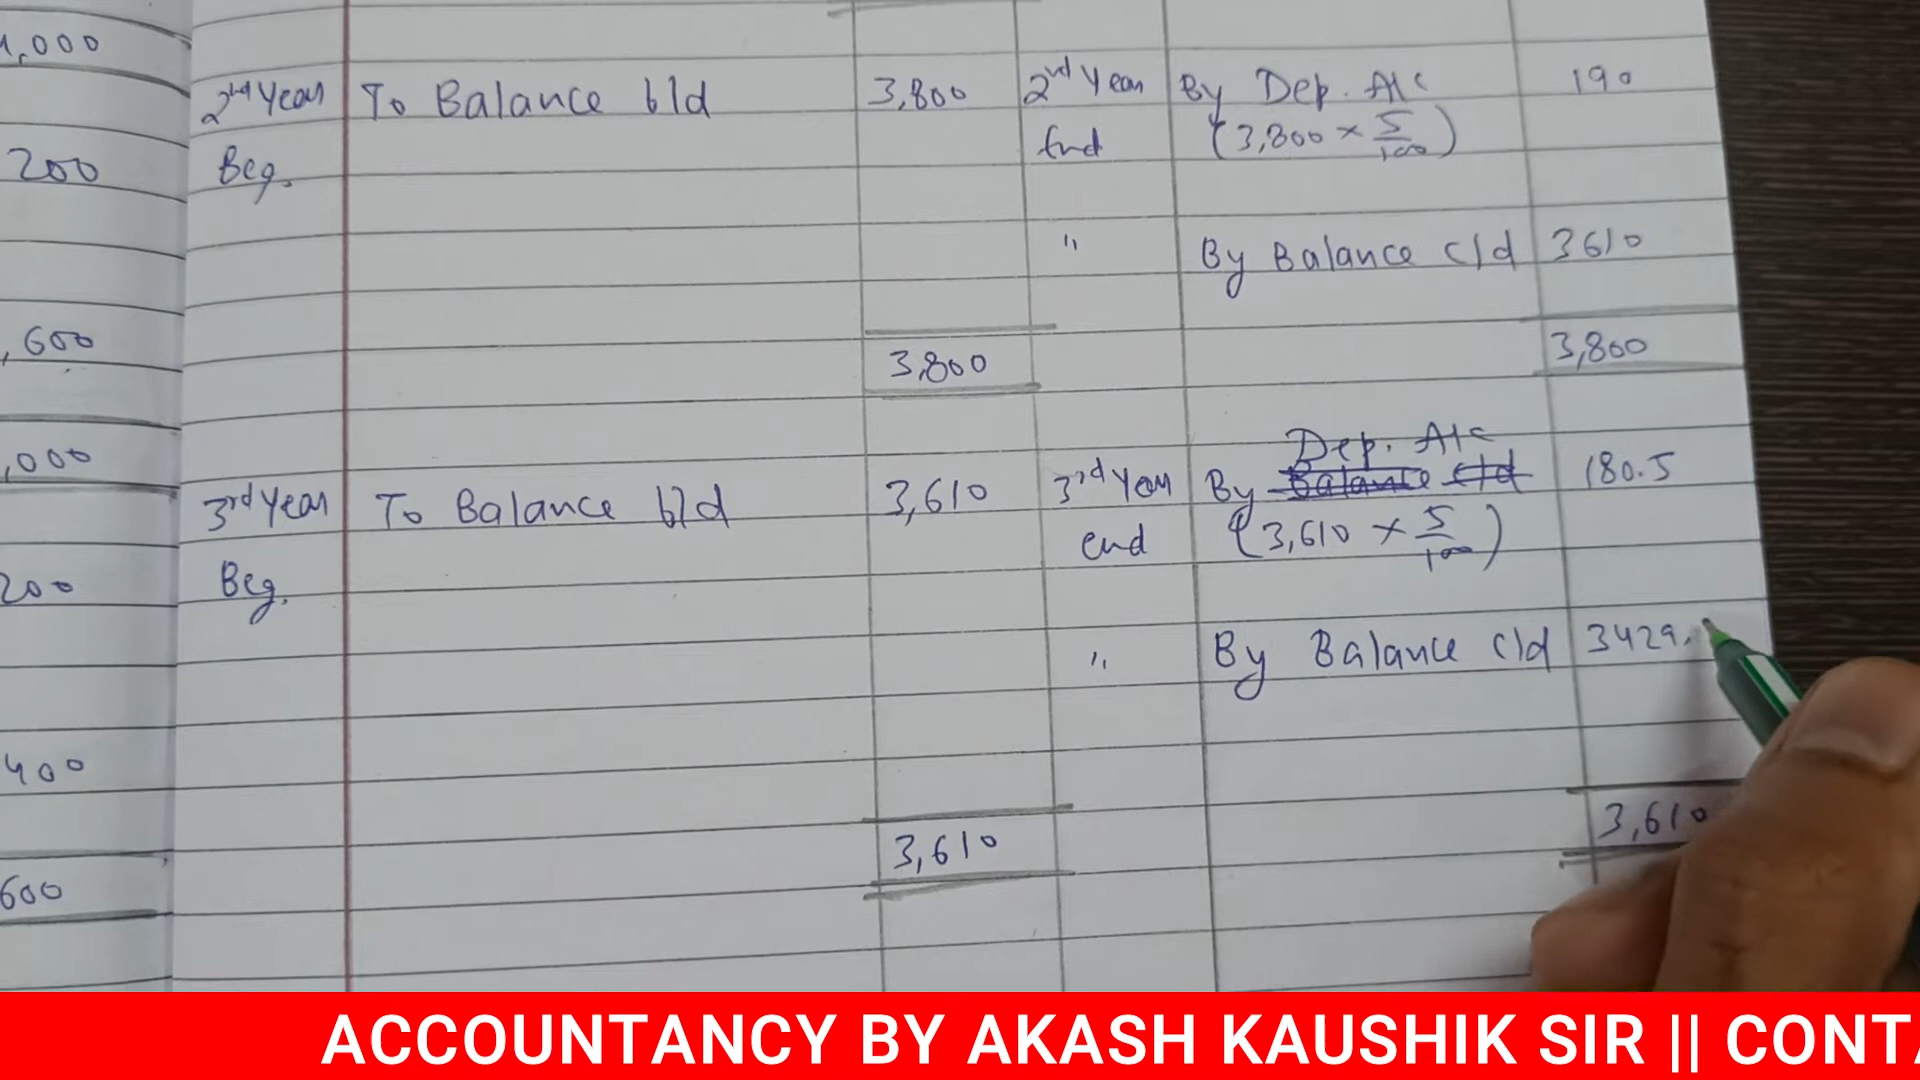 1,000
200
,600
,000
200
400
600
2nd Year To Balance b/d 3,800 2nd Year By Dep. A/c 190
Beg. End (3,800 × 5/100)
" By Balance c/d 3610
3,800 3,800
Dep. A/c
3rd Year To Balance b/d 3,610 3rd Year By Balance c/d 180.5
Beg. end (3,610 × 5/100)
" By Balance c/d 3429.
3,610 3,610
ACCOUNTANCY BY AKASH KAUSHIK SIR || CONTA